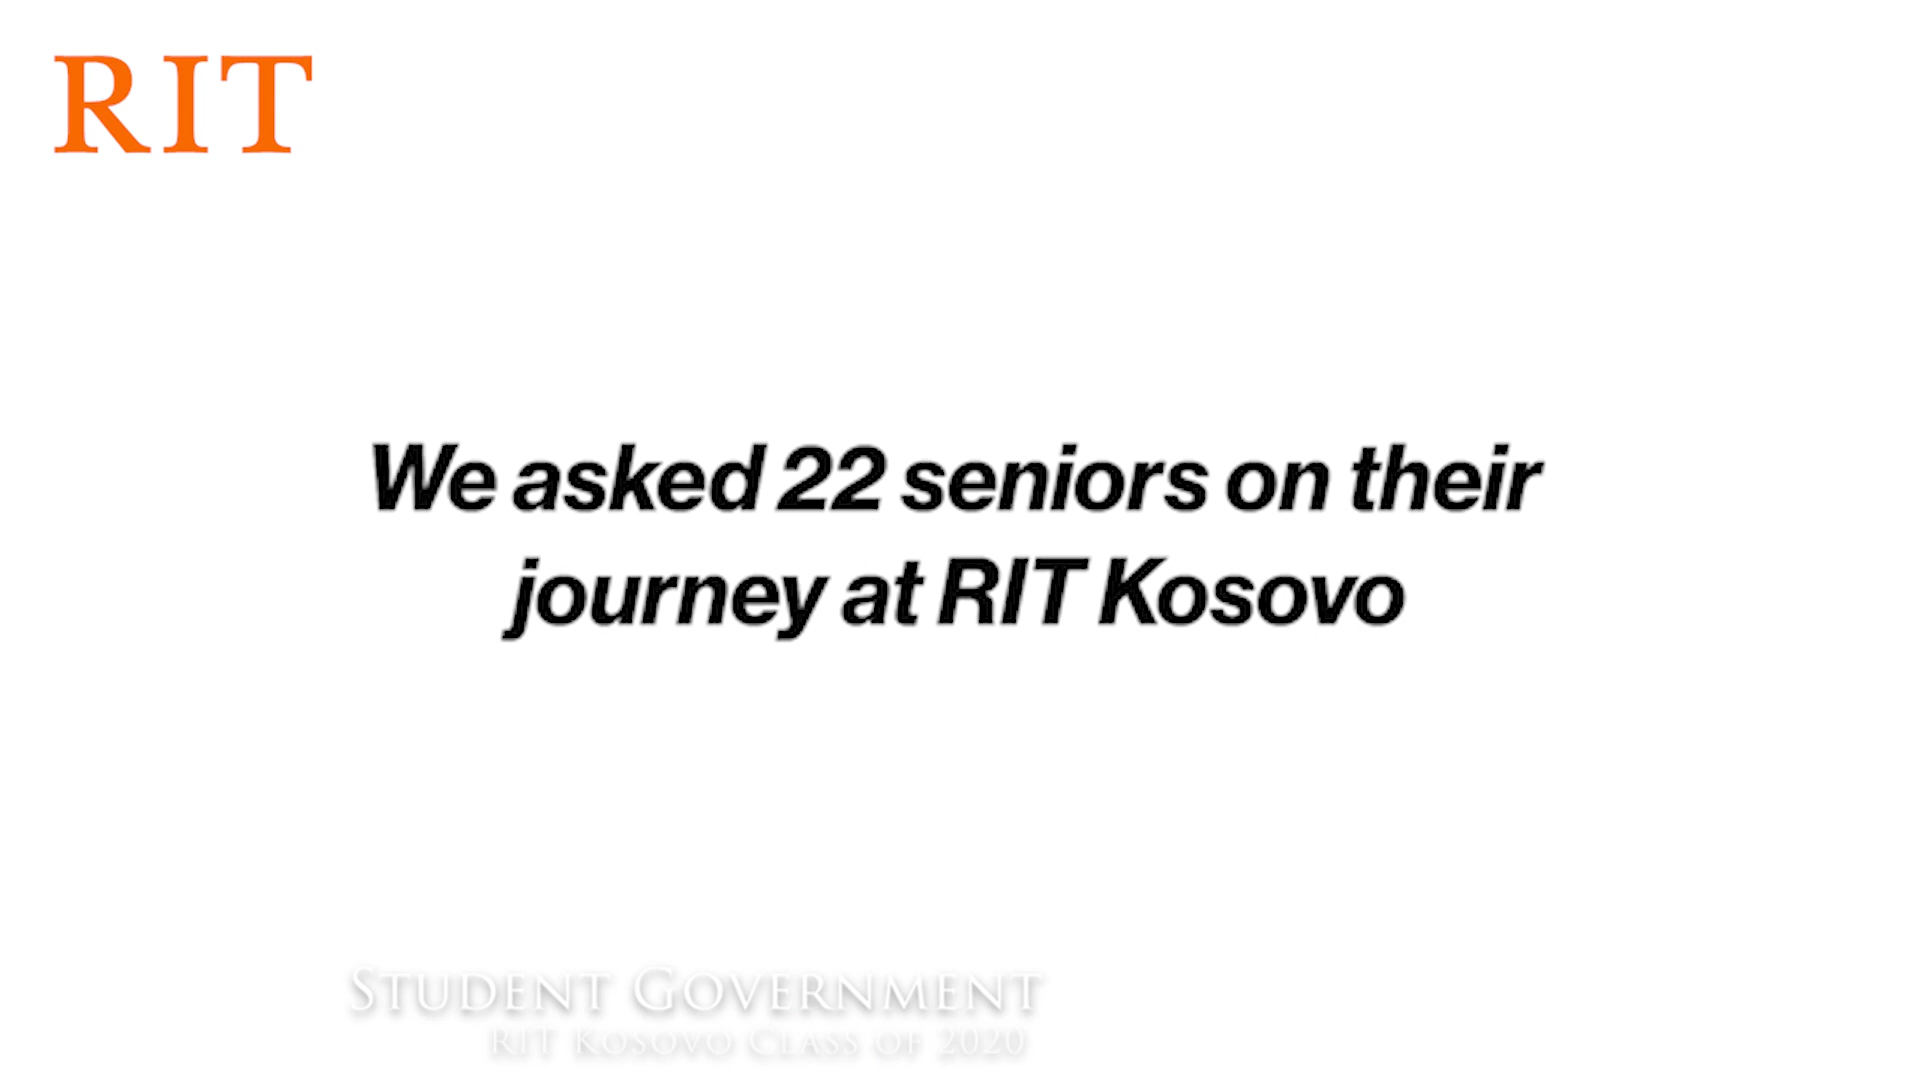 RIT
We asked 22 seniors on their
journey at RIT Kosovo
Student Government
RIT Kosovo Class of 2020